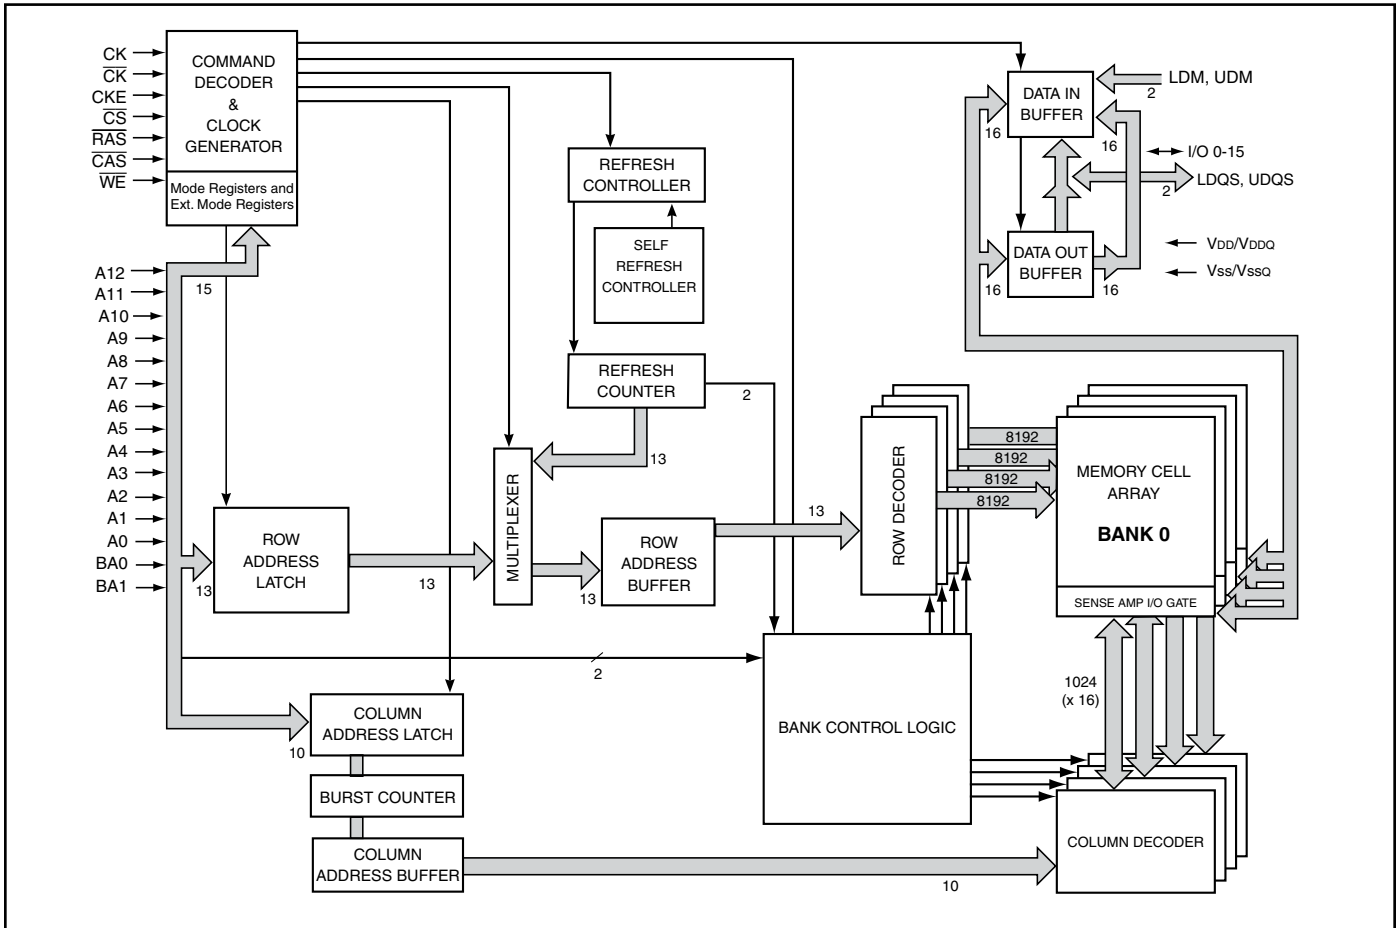 CK
CK
CKE
CS
RAS
CAS
WE
COMMAND
DECODER
&
CLOCK
GENERATOR
Mode Registers and
Ext. Mode Registers
A12
A11
A10
A9
A8
A7
A6
A5
A4
A3
A2
A1
A0
BA0
BA1
15
13
ROW
ADDRESS
LATCH
13
REFRESH
CONTROLLER
SELF
REFRESH
CONTROLLER
REFRESH
COUNTER
2
13
MULTIPLEXER
13
ROW
ADDRESS
BUFFER
13
ROW DECODER
8192
8192
8192
8192
MEMORY CELL
ARRAY
BANK 0
SENSE AMP I/O GATE
DATA IN
BUFFER
LDM, UDM
2
16
16
I/O 0-15
LDQS, UDQS
2
DATA OUT
BUFFER
16
16
VDD/VDDQ
Vss/VssQ
2
10
COLUMN
ADDRESS LATCH
BURST COUNTER
COLUMN
ADDRESS BUFFER
10
BANK CONTROL LOGIC
1024
(x 16)
COLUMN DECODER